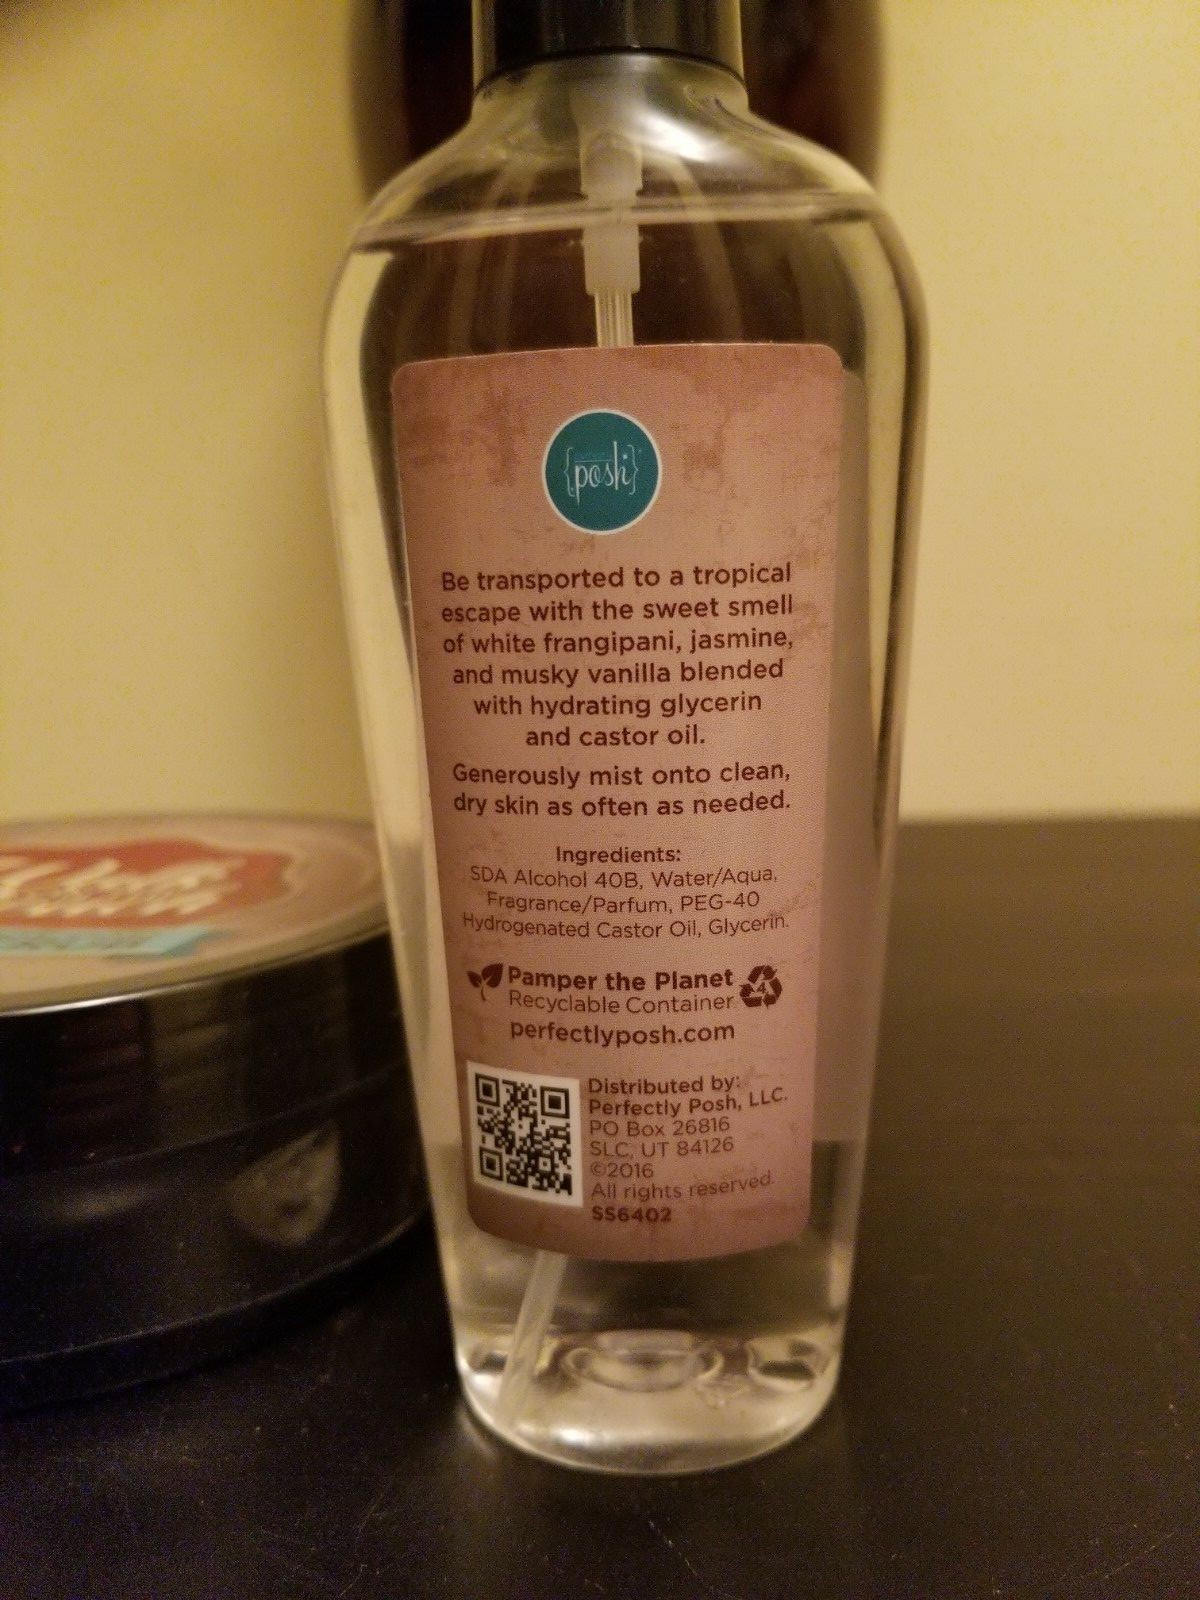 {posh}
Be transported to a tropical
escape with the sweet smell
of white frangipani, jasmine,
and musky vanilla blended
with hydrating glycerin
and castor oil.
Generously mist onto clean,
dry skin as often as needed.
Ingredients:
SDA Alcohol 40B, Water/Aqua,
Fragrance/Parfum, PEG-40
Hydrogenated Castor Oil, Glycerin.
Pamper the Planet
Recyclable Container
4
perfectlyposh.com
Distributed by:
Perfectly Posh, LLC.
PO Box 26816
SLC, UT 84126
©2016
All rights reserved
SS6402